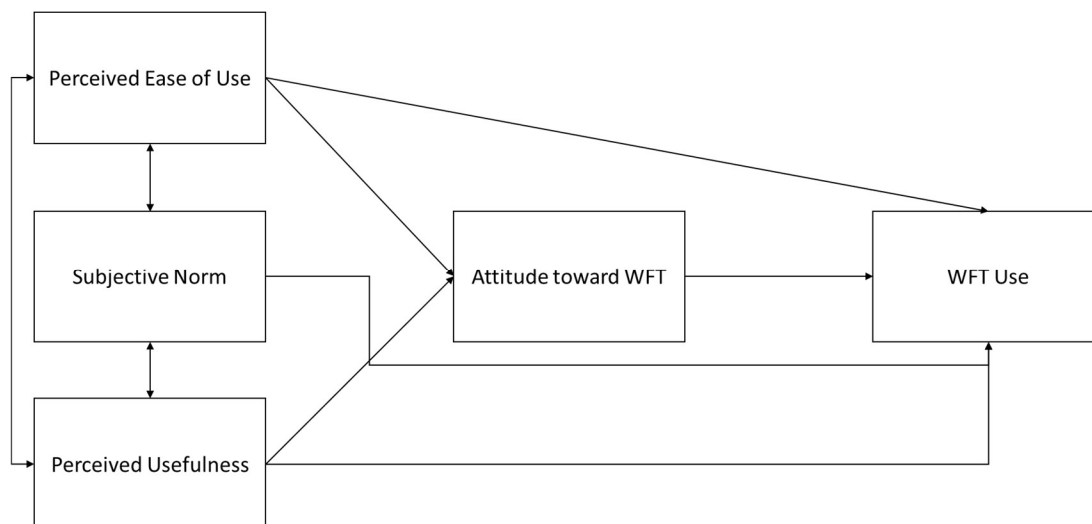 Perceived Ease of Use
Subjective Norm
Attitude toward WFT
WFT Use
Perceived Usefulness